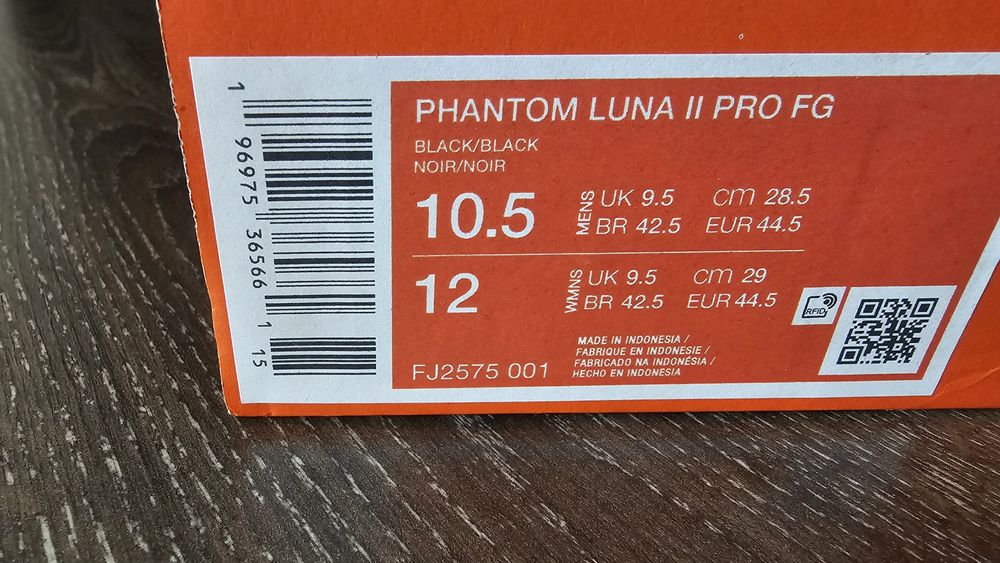 1 96975 36566 1 15
PHANTOM LUNA II PRO FG
BLACK/BLACK
NOIR/NOIR
10.5
MENS
UK 9.5 CM 28.5
BR 42.5 EUR 44.5
12
WMNS
UK 9.5 CM 29
BR 42.5 EUR 44.5
RFID
FJ2575 001
MADE IN INDONESIA /
FABRIQUE EN INDONESIE /
FABRICADO NA INDONÉSIA /
HECHO EN INDONESIA